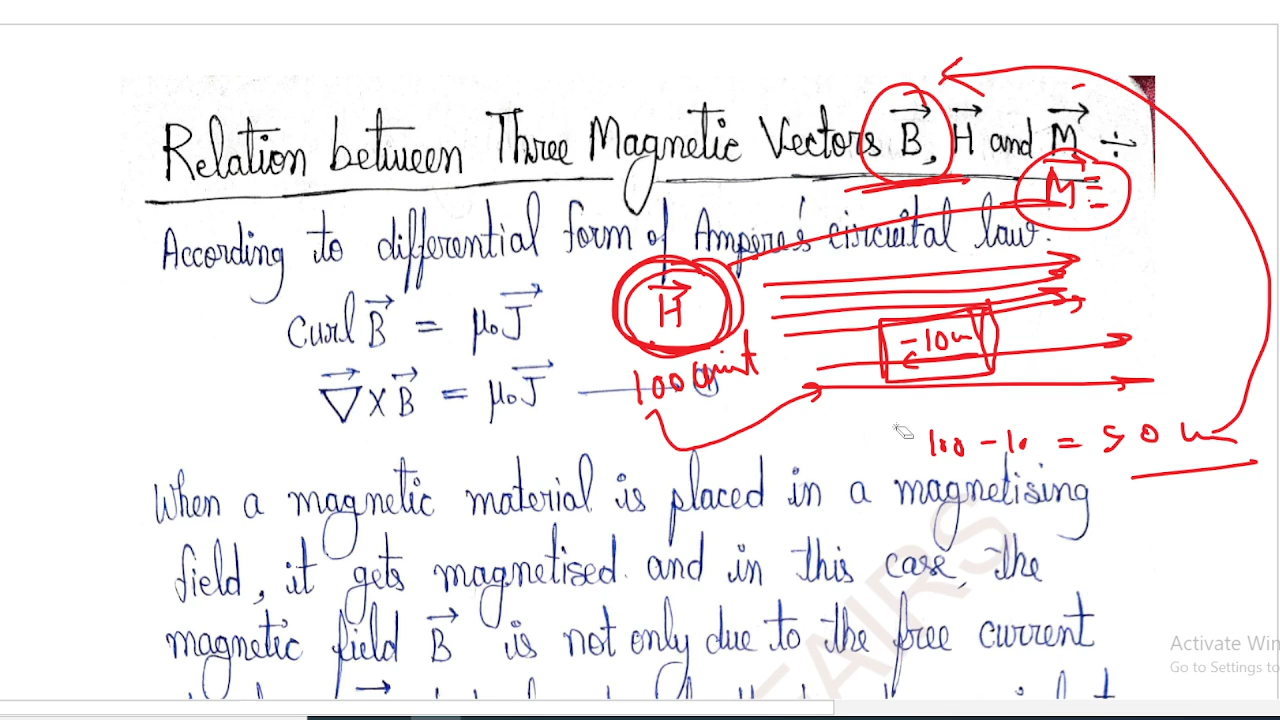 Relation between Three Magnetic Vectors B⃗, H⃗ and M⃗ ÷
M⃗ =
According to differential form of Ampere's circuital law.
H⃗
Curl B⃗ = μ₀J⃗
-10u
100 unit
∇⃗ x B⃗ = μ₀J⃗
100 - 10 = 90 u
When a magnetic material is placed in a magnetising
field, it gets magnetised and in this case, the
magnetic field B⃗ is not only due to the free current
Activate Win
Go to Settings to